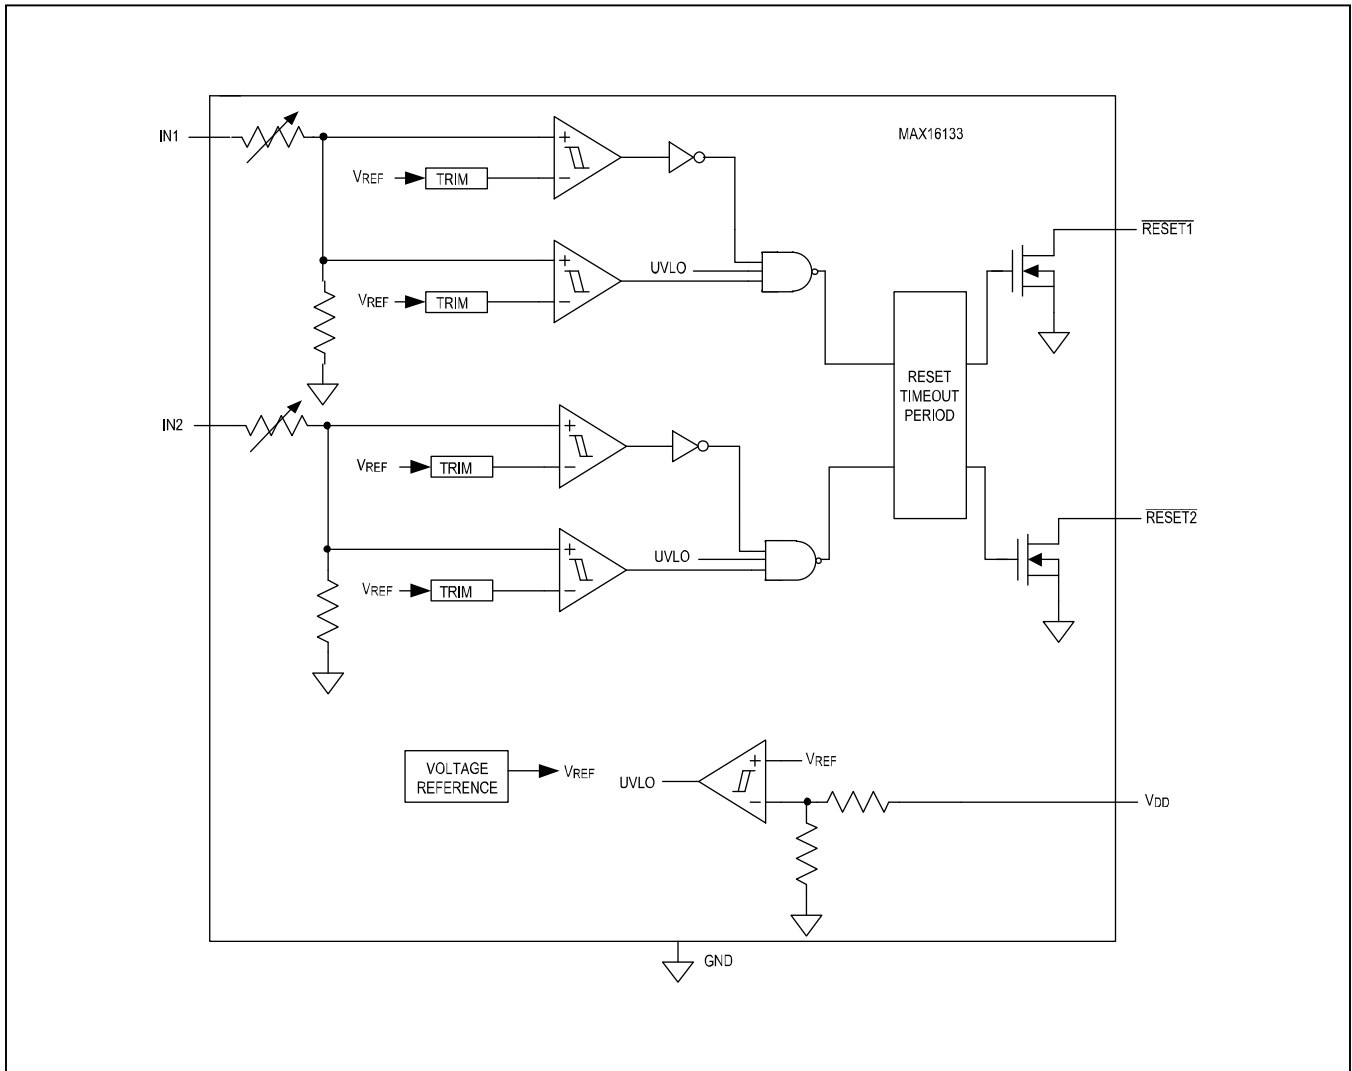 MAX16133
IN1
+
VREF
TRIM
−
RESET1
+
UVLO
VREF
TRIM
−
RESET
TIMEOUT
PERIOD
IN2
+
VREF
TRIM
−
RESET2
+
UVLO
VREF
TRIM
−
VOLTAGE
REFERENCE
VREF
UVLO
+
VREF
−
VDD
GND